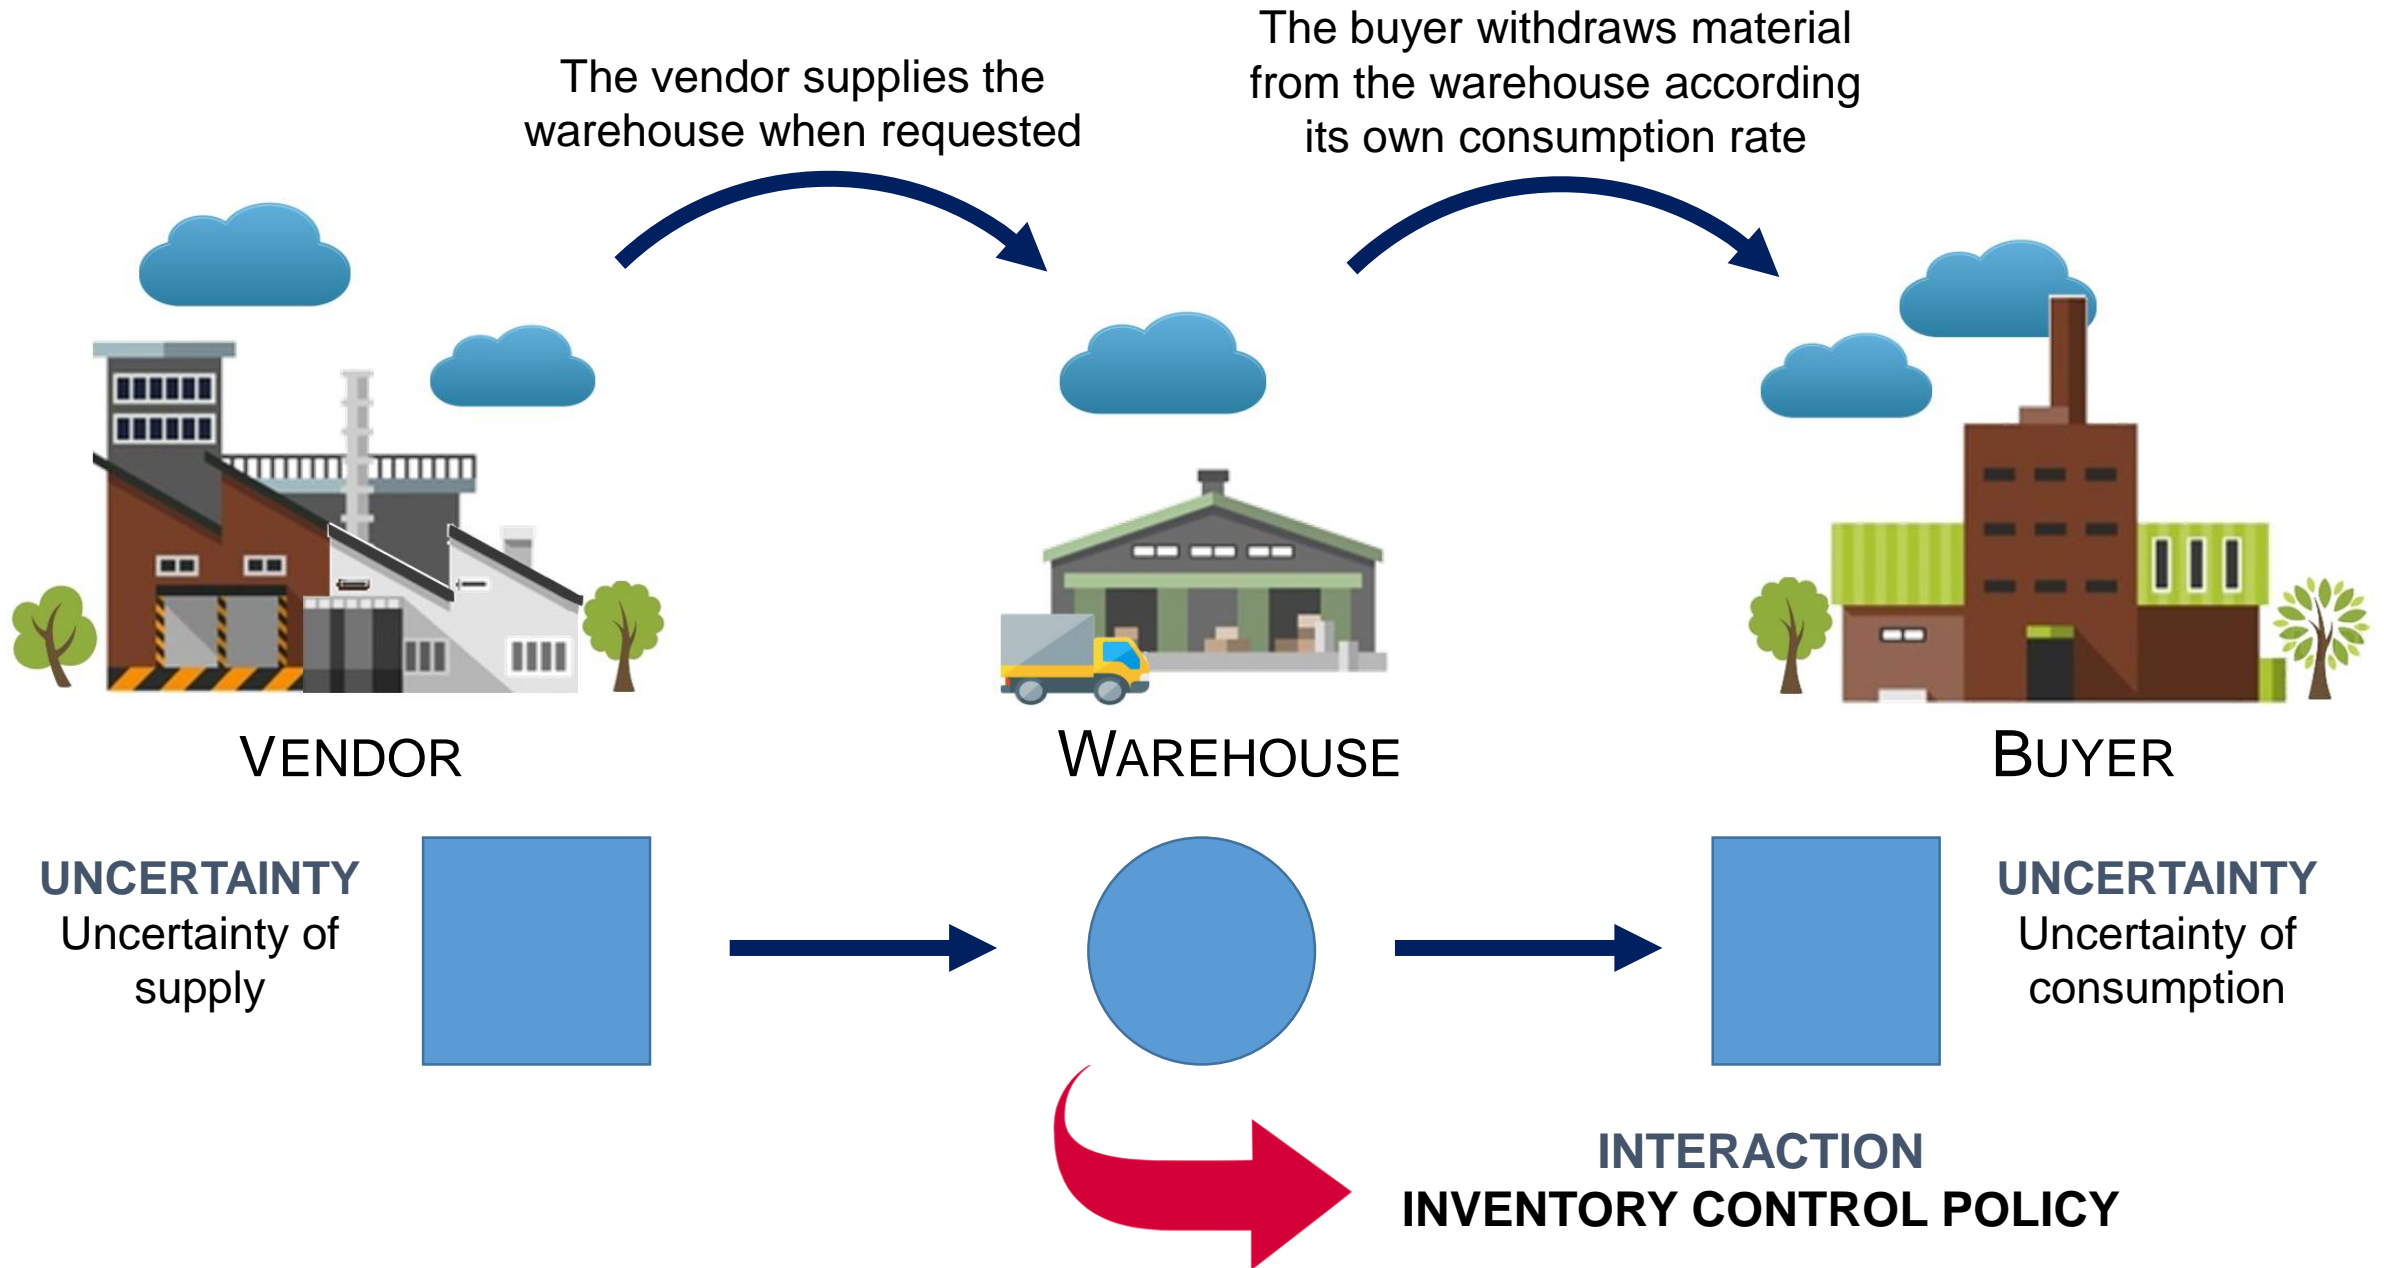 The vendor supplies the
warehouse when requested
The buyer withdraws material
from the warehouse according
its own consumption rate
VENDOR
WAREHOUSE
BUYER
UNCERTAINTY
Uncertainty of
supply
UNCERTAINTY
Uncertainty of
consumption
INTERACTION
INVENTORY CONTROL POLICY